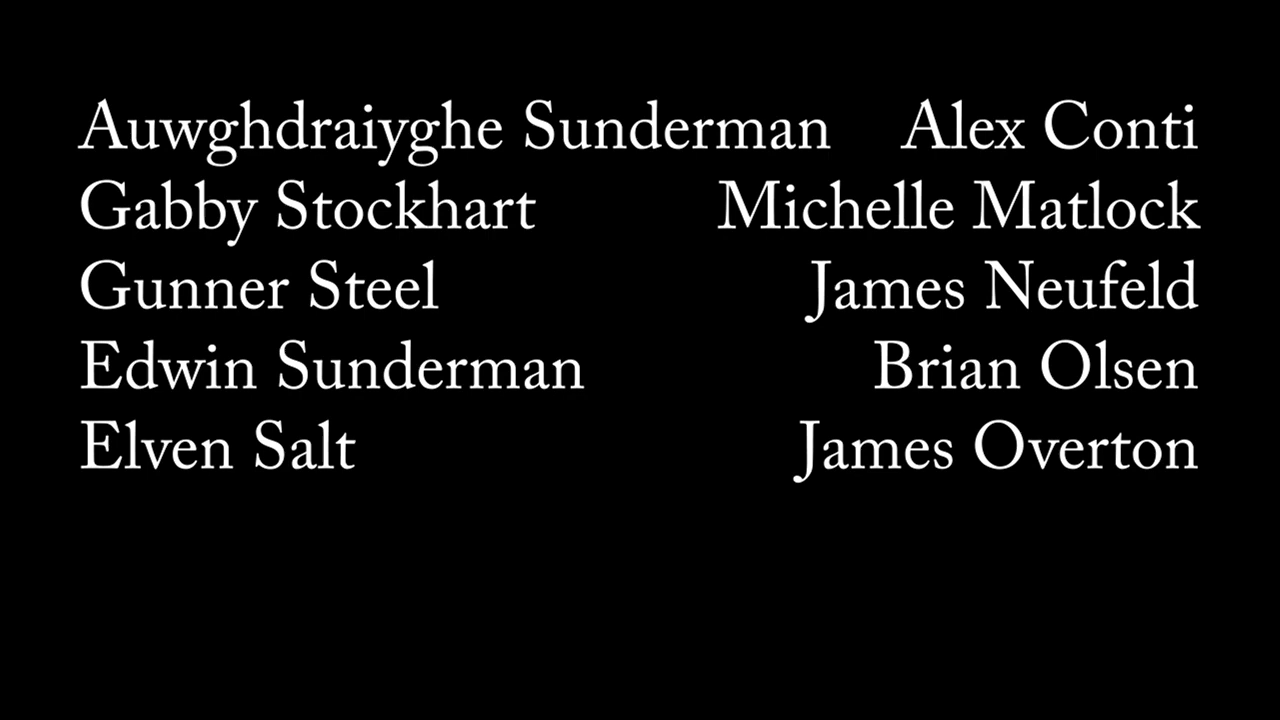 Auwghdraiyghe Sunderman Alex Conti
Gabby Stockhart Michelle Matlock
Gunner Steel James Neufeld
Edwin Sunderman Brian Olsen
Elven Salt James Overton